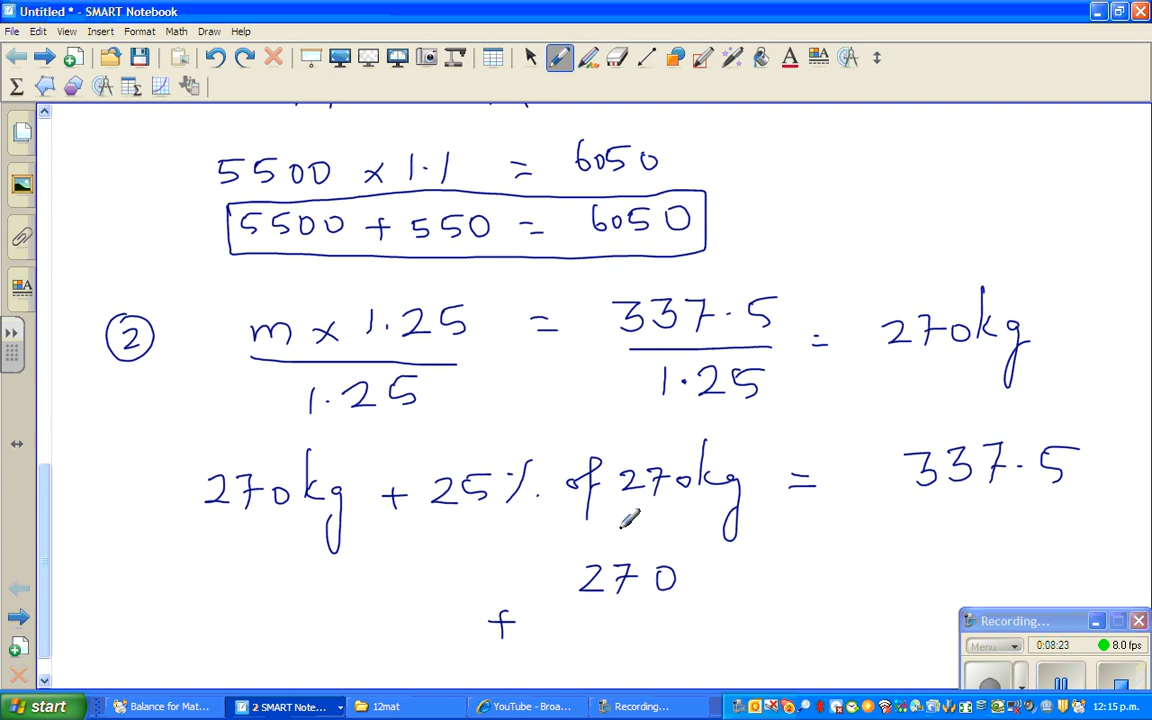 Untitled * - SMART Notebook
File Edit View Insert Format Math Draw Help
5500 × 1.1 = 6050
5500 + 550 = 6050
2 m × 1.25 = 337.5 = 270kg
1.25 1.25
270kg + 25% of 270kg = 337.5
270
+
Recording...
Menu 0:08:23 8.0 fps
start Balance for Mat... 2 SMART Note... 12mat YouTube - Broa... Recording... 12:15 p.m.